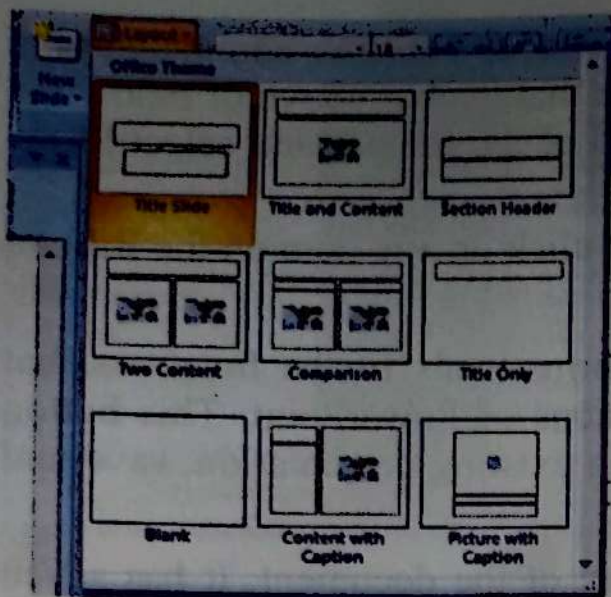 Layout
18
New
Slide
Office Theme
Title Slide
Title and Content
Section Header
Two Content
Comparison
Title Only
Blank
Content with
Caption
Picture with
Caption